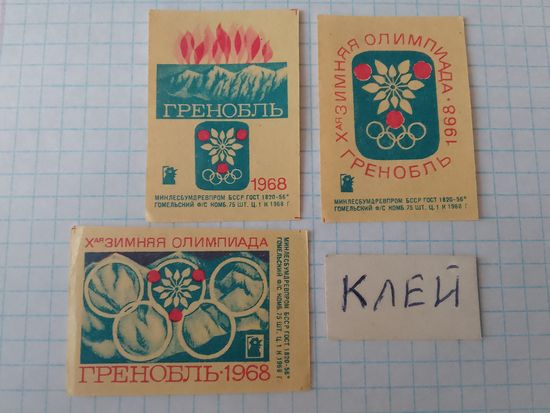 ГРЕНОБЛЬ
1968
МИНЛЕСБУМДРЕВПРОМ БССР ГОСТ 1820-56*
ГОМЕЛЬСКИЙ Ф/С КОМБ. 75 ШТ. Ц. 1 К 1968 Г
XАЯ ЗИМНЯЯ ОЛИМПИАДА · 1968
ГРЕНОБЛЬ
МИНЛЕСБУМДРЕВПРОМ БССР ГОСТ 1820-56*
ГОМЕЛЬСКИЙ Ф/С КОМБ. 75 ШТ. Ц. 1 К 1968 Г
XАЯ ЗИМНЯЯ ОЛИМПИАДА
ГРЕНОБЛЬ · 1968
МИНЛЕСБУМДРЕВПРОМ БССР ГОСТ 1820-56*
ГОМЕЛЬСКИЙ Ф/С КОМБ. 75 ШТ. Ц. 1 К 1968 Г
КЛЕЙ